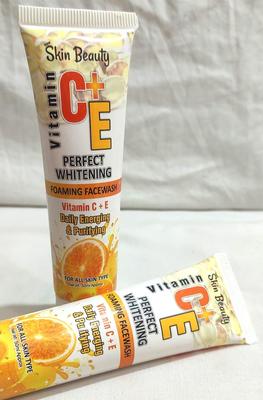 Skin Beauty
Vitamin
C+
E
PERFECT
WHITENING
FOAMING FACEWASH
Vitamin C + E
Daily Energing
& Purifying
FOR ALL SKIN TYPE
Skin Beauty
Vitamin
C+
E
PERFECT
WHITENING
FOAMING FACEWASH
Vitamin C + E
Daily Energing
& Purifying
FOR ALL SKIN TYPE